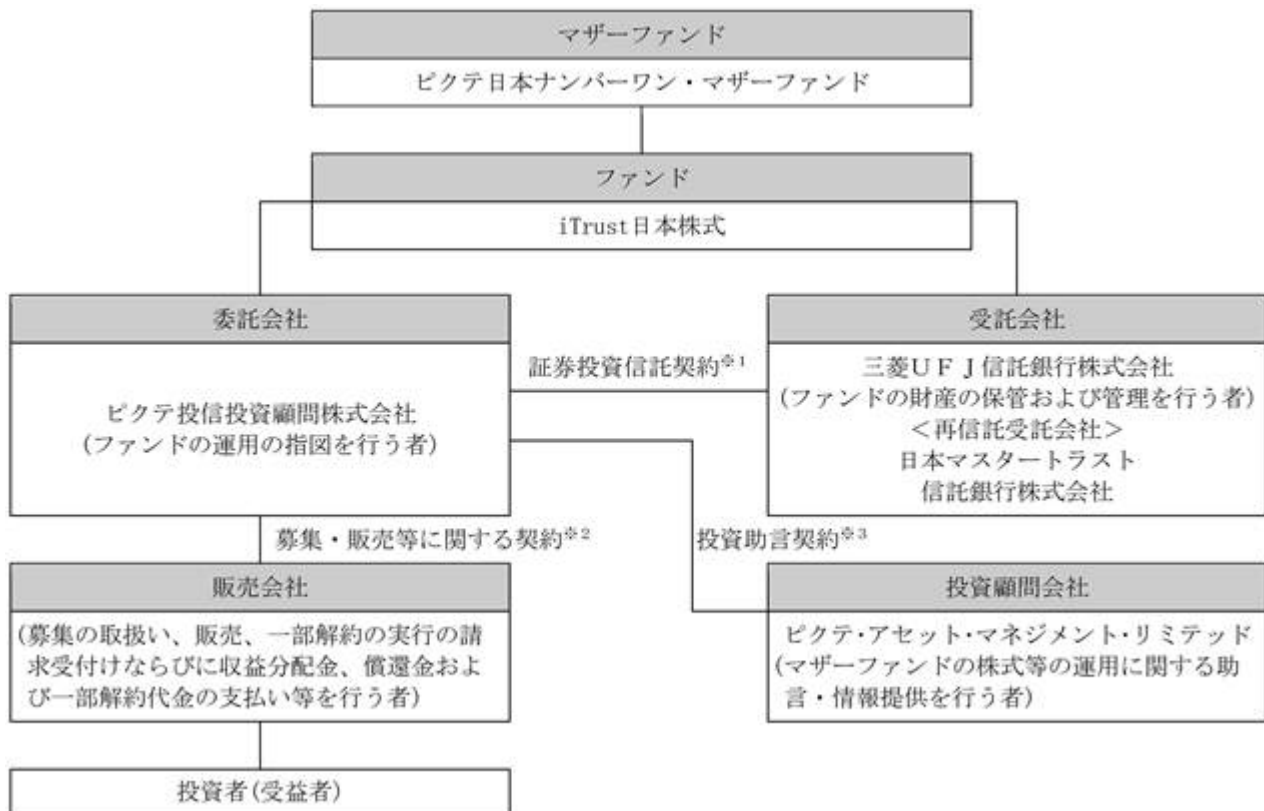 マザーファンド
ピクテ日本ナンバーワン・マザーファンド
ファンド
iTrust日本株式
委託会社
ピクテ投信投資顧問株式会社
(ファンドの運用の指図を行う者)
証券投資信託契約※1
受託会社
三菱ＵＦＪ信託銀行株式会社
(ファンドの財産の保管および管理を行う者)
＜再信託受託会社＞
日本マスタートラスト
信託銀行株式会社
募集・販売等に関する契約※2
投資助言契約※3
販売会社
(募集の取扱い、販売、一部解約の実行の請
求受付けならびに収益分配金、償還金およ
び一部解約代金の支払い等を行う者)
投資顧問会社
ピクテ･アセット･マネジメント･リミテッド
(マザーファンドの株式等の運用に関する助
言・情報提供を行う者)
投資者(受益者)